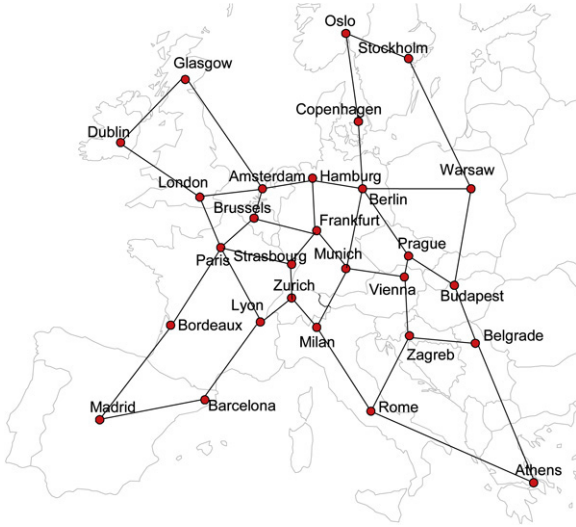 Oslo
Stockholm
Glasgow
Copenhagen
Dublin
Warsaw
Amsterdam
Hamburg
London
Berlin
Brussels
Frankfurt
Prague
Paris
Strasbourg
Munich
Zurich
Vienna
Budapest
Lyon
Bordeaux
Milan
Belgrade
Zagreb
Madrid
Barcelona
Rome
Athens